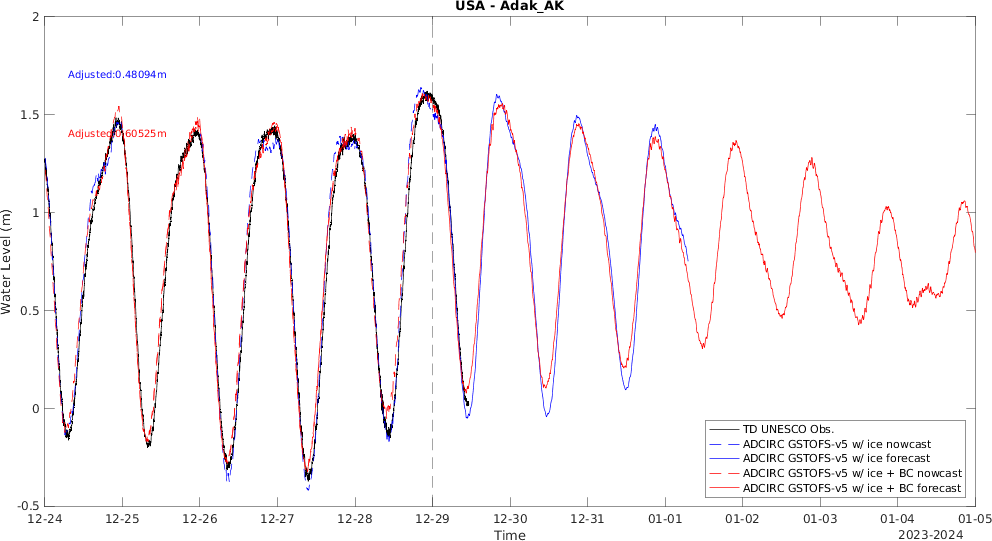 USA - Adak_AK
Adjusted:0.48094m
Adjusted:0.60525m
Water Level (m)
2
1.5
1
0.5
0
-0.5
TD UNESCO Obs.
ADCIRC GSTOFS-v5 w/ ice nowcast
ADCIRC GSTOFS-v5 w/ ice forecast
ADCIRC GSTOFS-v5 w/ ice + BC nowcast
ADCIRC GSTOFS-v5 w/ ice + BC forecast
12-24 12-25 12-26 12-27 12-28 12-29 12-30 12-31 01-01 01-02 01-03 01-04 01-05
Time
2023-2024